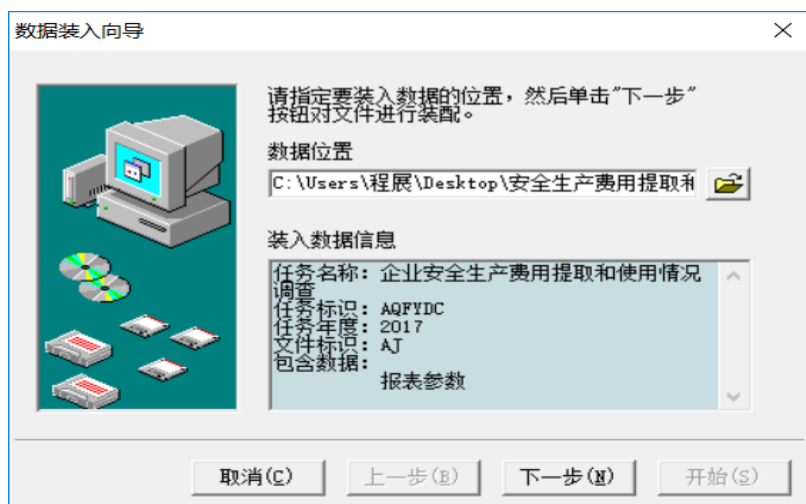 数据装入向导
请指定要装入数据的位置，然后单击"下一步"
按钮对文件进行装配。
数据位置
C:\Users\程展\Desktop\安全生产费用提取和
装入数据信息
任务名称：企业安全生产费用提取和使用情况
调查
任务标识：AQFYDC
任务年度：2017
文件标识：AJ
包含数据：
报表参数
取消(C) 上一步(B) 下一步(N) 开始(S)